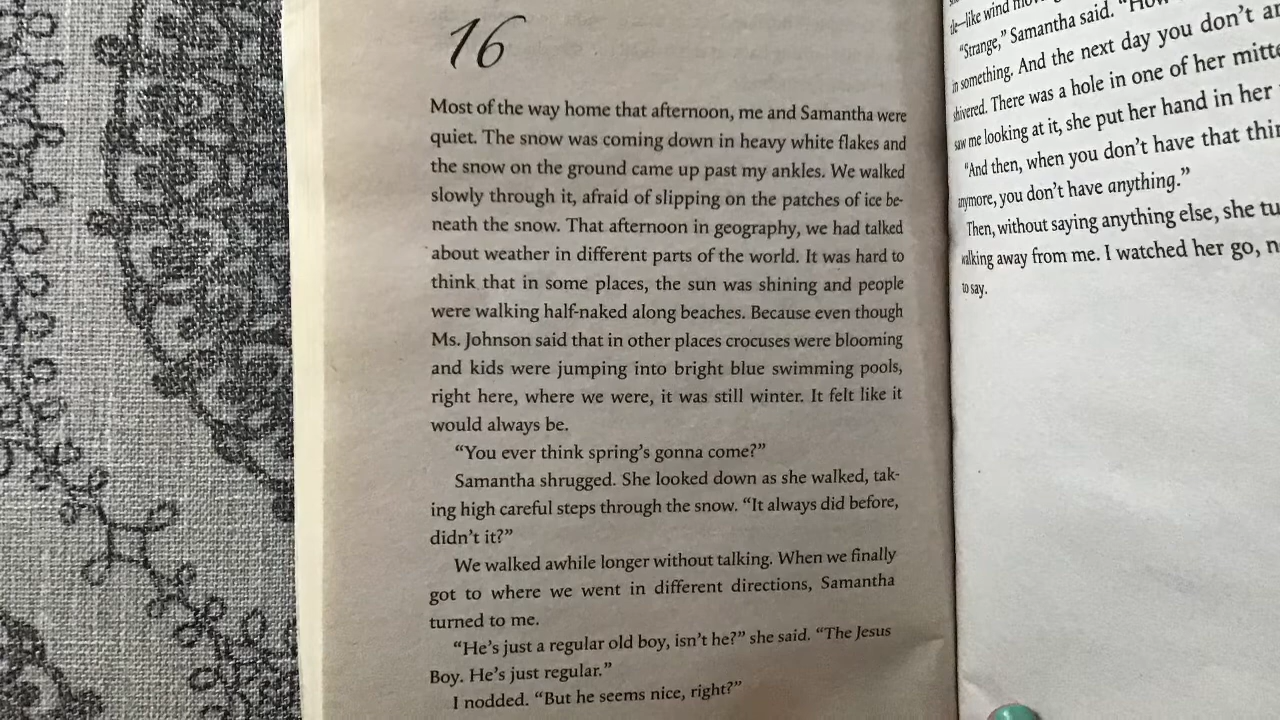 16
Most of the way home that afternoon, me and Samantha were
quiet. The snow was coming down in heavy white flakes and
the snow on the ground came up past my ankles. We walked
slowly through it, afraid of slipping on the patches of ice be-
neath the snow. That afternoon in geography, we had talked
about weather in different parts of the world. It was hard to
think that in some places, the sun was shining and people
were walking half-naked along beaches. Because even though
Ms. Johnson said that in other places crocuses were blooming
and kids were jumping into bright blue swimming pools,
right here, where we were, it was still winter. It felt like it
would always be.
“You ever think spring’s gonna come?”
Samantha shrugged. She looked down as she walked, tak-
ing high careful steps through the snow. “It always did before,
didn’t it?”
We walked awhile longer without talking. When we finally
got to where we went in different directions, Samantha
turned to me.
“He’s just a regular old boy, isn’t he?” she said. “The Jesus
Boy. He’s just regular.”
I nodded. “But he seems nice, right?”
like wind
“Strange,” Samantha said. “How
in something. And the next day you don’t
shivered. There was a hole in one of her
saw me looking at it, she put her hand in her
“And then, when you don’t have that
anymore, you don’t have anything.”
Then, without saying anything else, she
walking away from me. I watched her go,
to say.